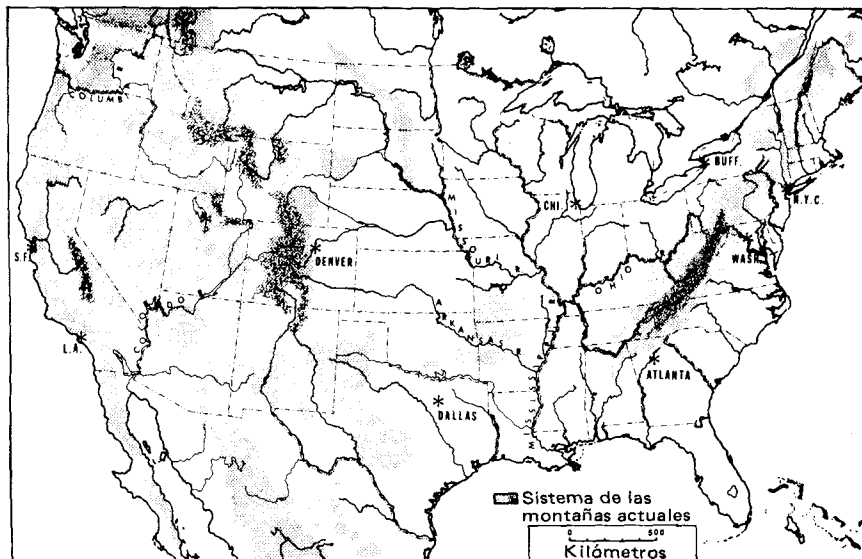 COLUMB
BUFF.
N.Y.C.
CHI
MISSOURI R
S.F.
DENVER
OHIO
WASH.
COLORADO
ARKANSAS R
L.A.
ATLANTA
DALLAS
MISSISSIPPI
Sistema de las
montañas actuales
0 500
Kilómetros